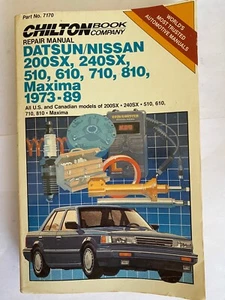 Part No. 7170
CHILTON BOOK COMPANY
REPAIR MANUAL
WORLD'S
MOST TRUSTED
AUTOMOTIVE MANUALS
DATSUN/NISSAN
200SX, 240SX,
510, 610, 710, 810,
Maxima
1973-89
All U.S. and Canadian models of 200SX • 240SX • 510, 610,
710, 810 • Maxima